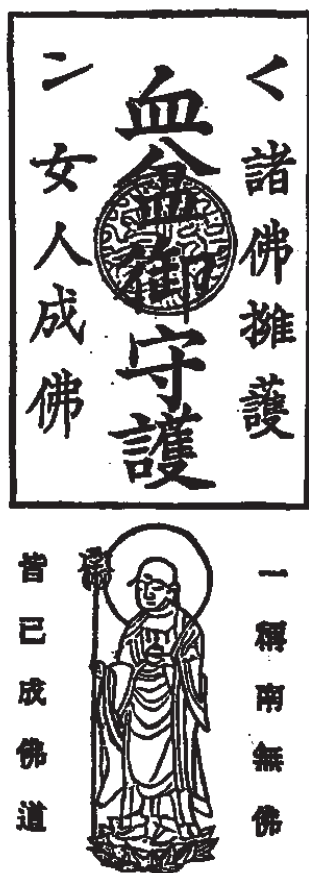 く諸佛擁護
血盆御守護
ン女人成佛
一稱南無佛
皆已成佛道